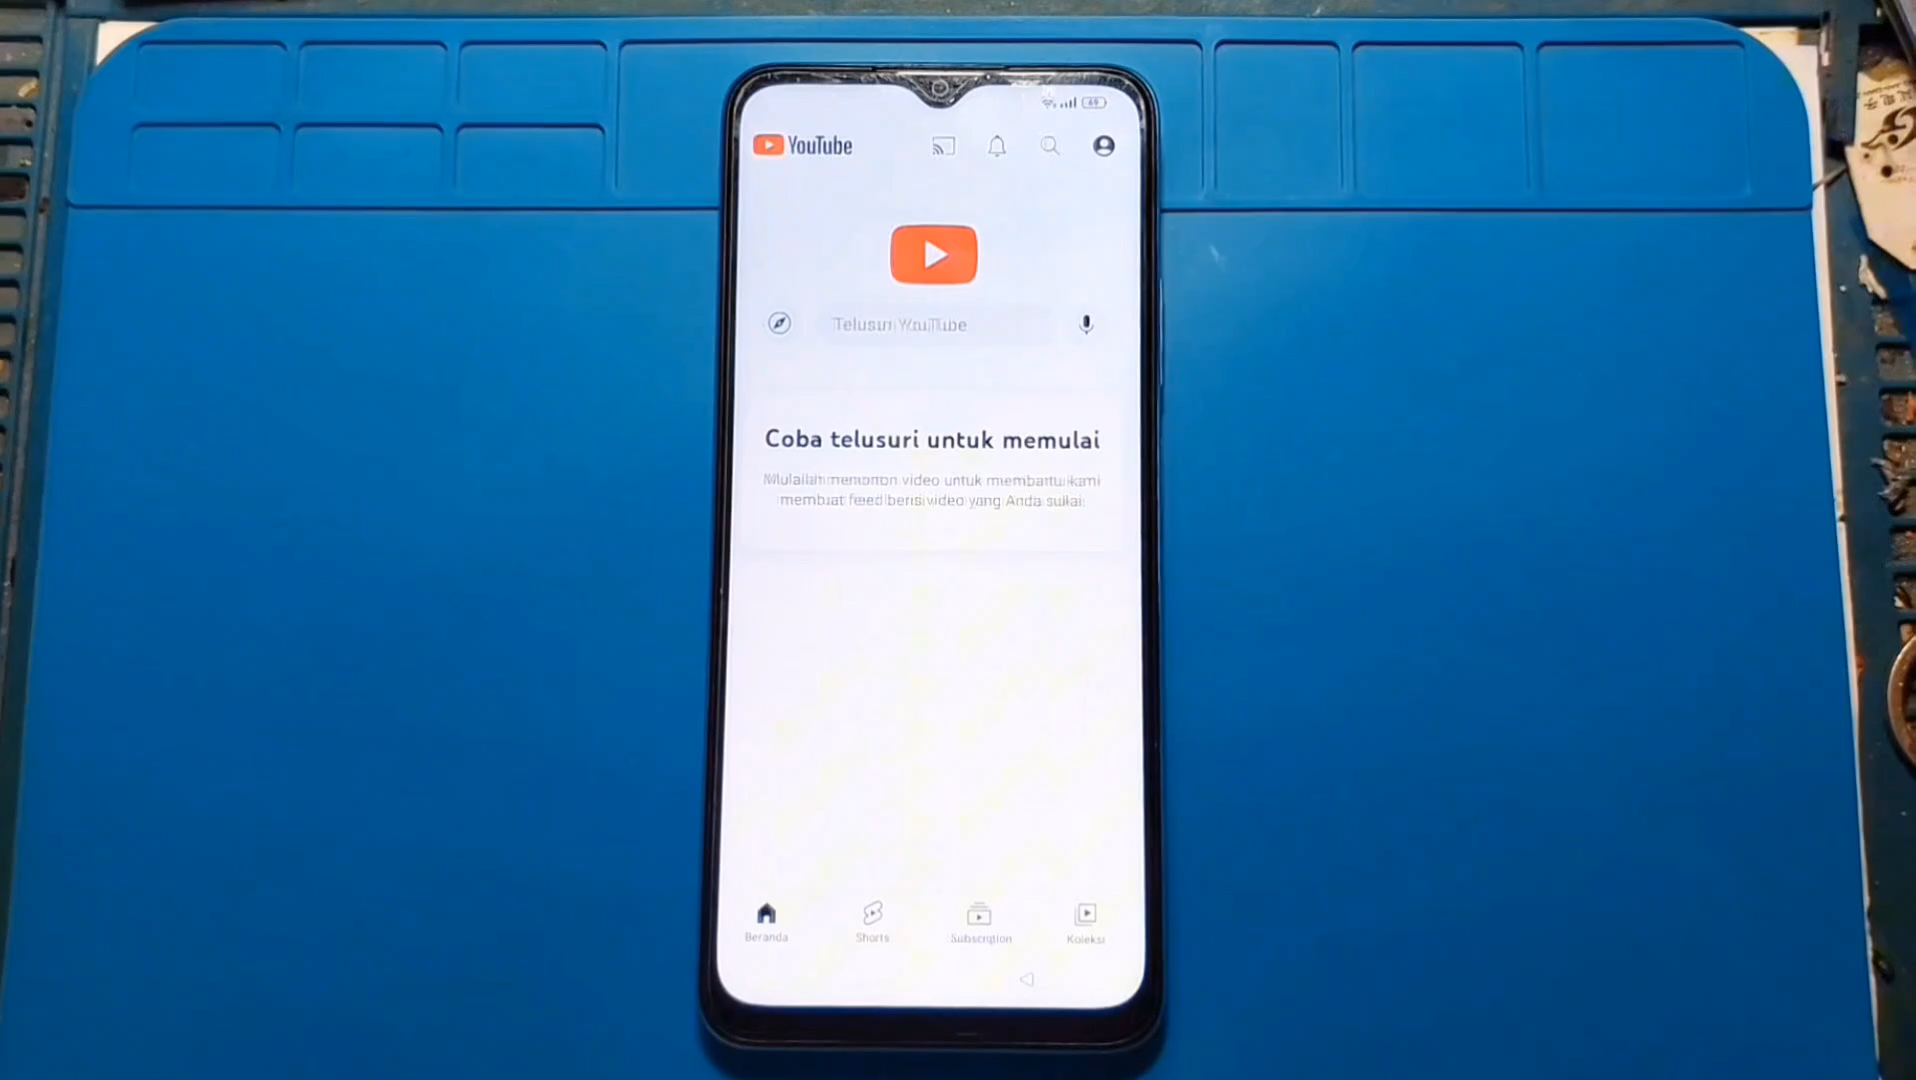 69
YouTube
Telusuri YouTube
Coba telusuri untuk memulai
Mulailah menonton video untuk membantu kami
membuat feed berisi video yang Anda sukai.
Beranda
Shorts
Subscription
Koleksi